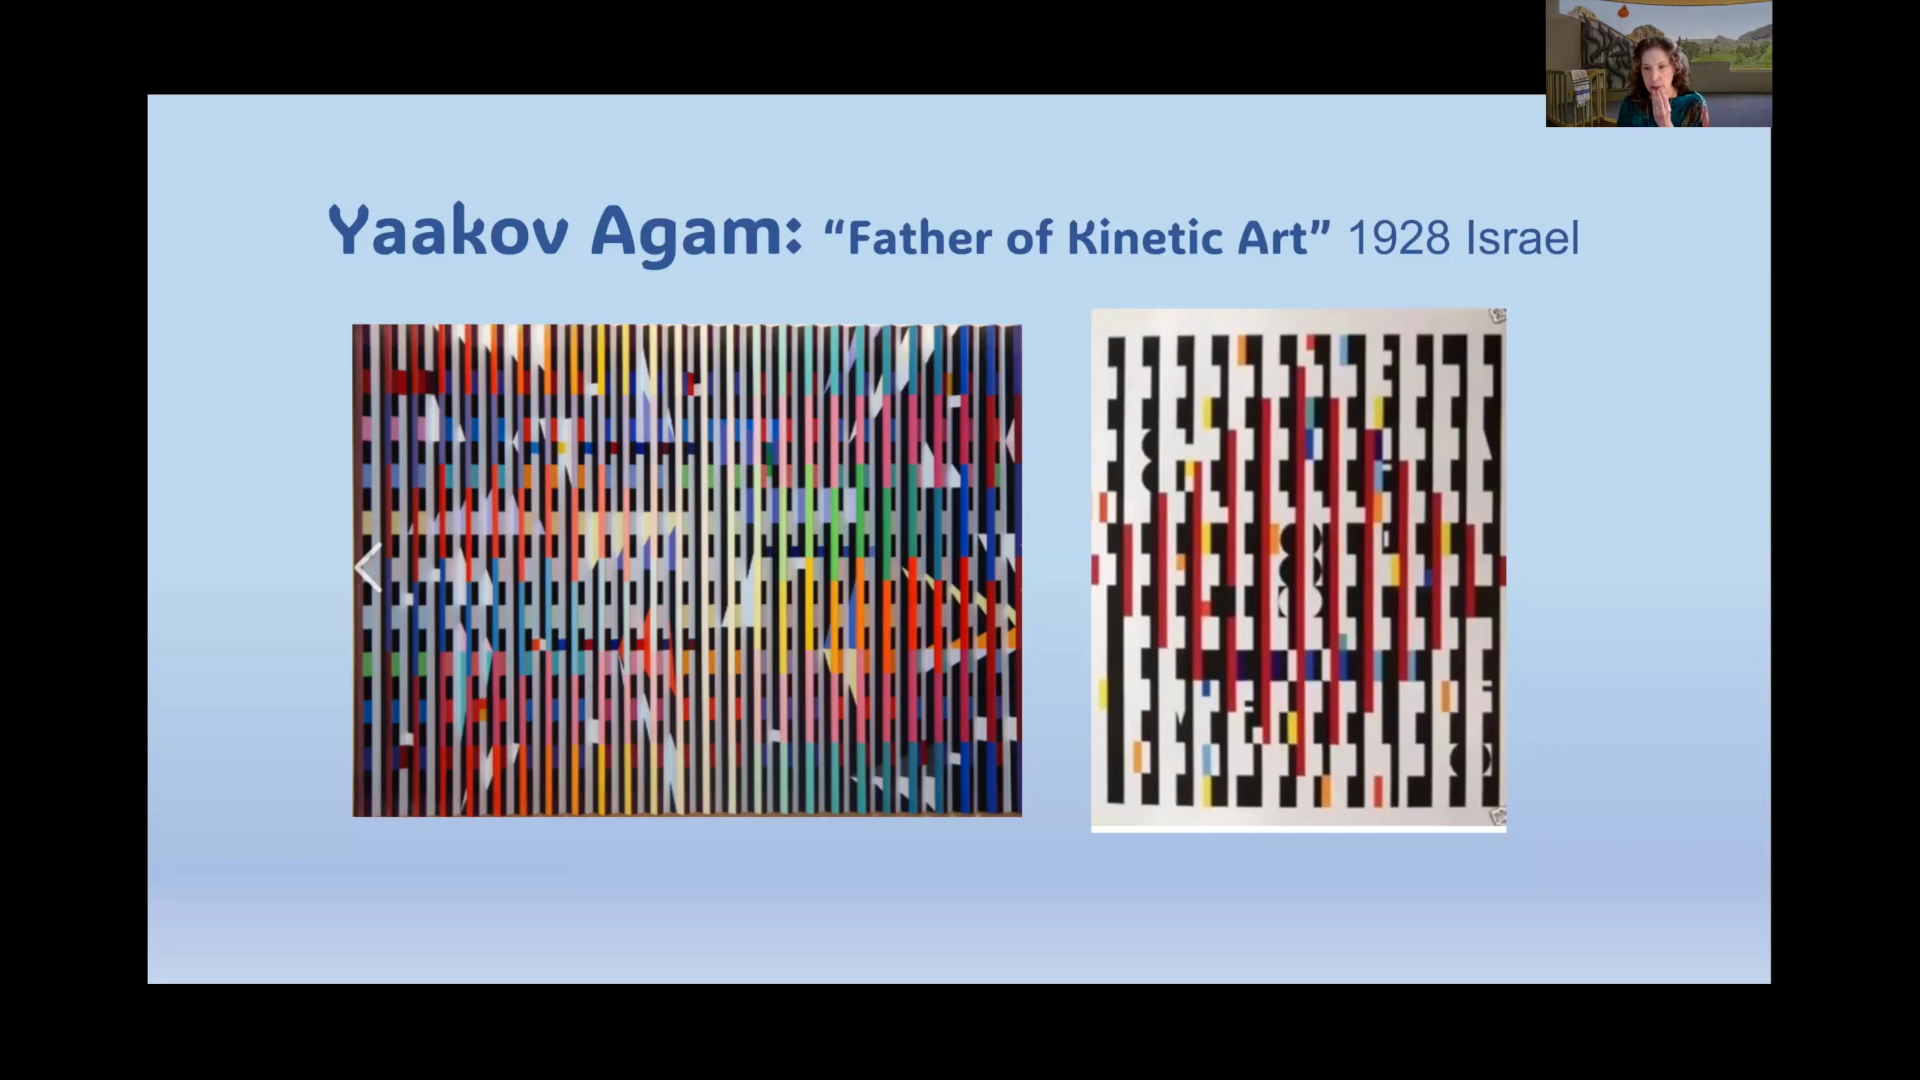 Yaakov Agam: “Father of Kinetic Art” 1928 Israel